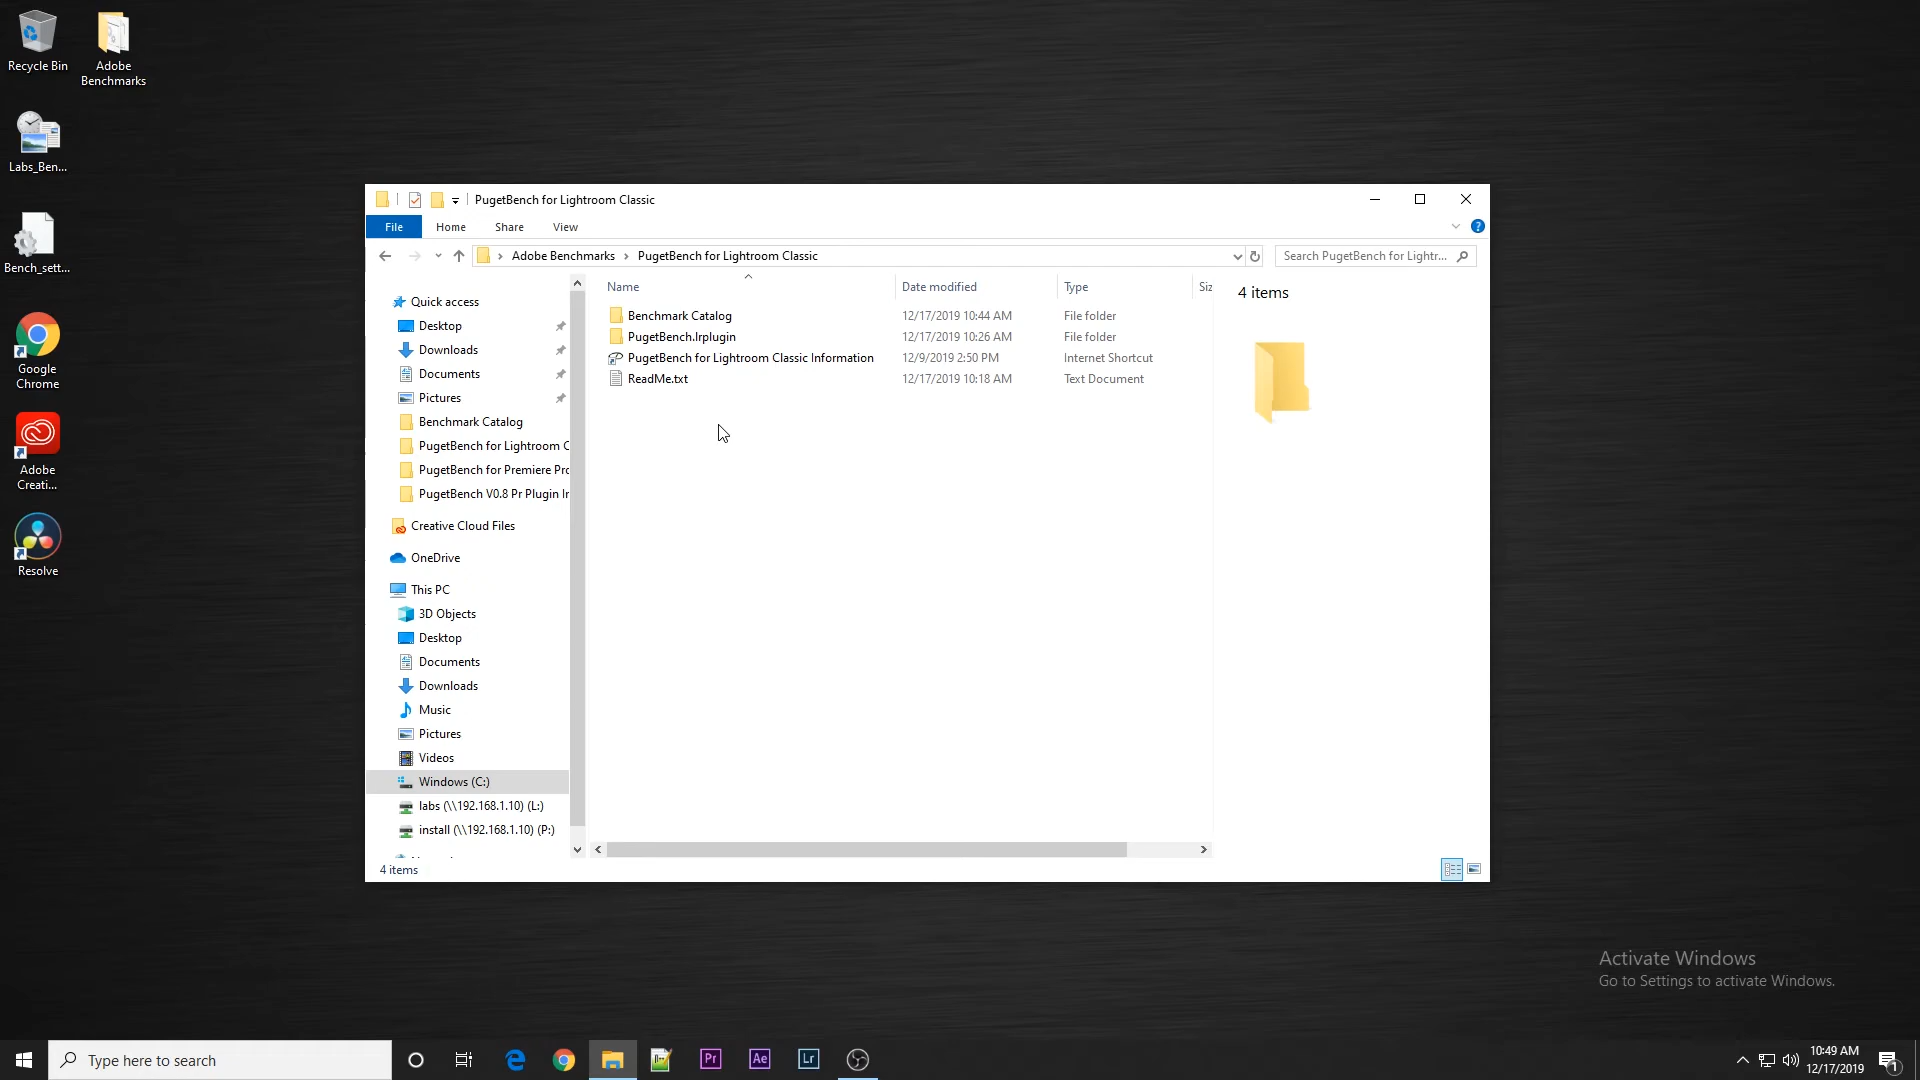 Recycle Bin
Adobe
Benchmarks
Labs_Ben...
Bench_sett...
Google
Chrome
Adobe
Creati...
Resolve
PugetBench for Lightroom Classic
File Home Share View
Adobe Benchmarks PugetBench for Lightroom Classic
Search PugetBench for Lightr...
Quick access
Desktop
Downloads
Documents
Pictures
Benchmark Catalog
PugetBench for Lightroom C
PugetBench for Premiere Pro
PugetBench V0.8 Pr Plugin In
Creative Cloud Files
OneDrive
This PC
3D Objects
Desktop
Documents
Downloads
Music
Pictures
Videos
Windows (C:)
labs (\\192.168.1.10) (L:)
install (\\192.168.1.10) (P:)
Name Date modified Type Siz
Benchmark Catalog 12/17/2019 10:44 AM File folder
PugetBench.lrplugin 12/17/2019 10:26 AM File folder
PugetBench for Lightroom Classic Information 12/9/2019 2:50 PM Internet Shortcut
ReadMe.txt 12/17/2019 10:18 AM Text Document
4 items
4 items
Activate Windows
Go to Settings to activate Windows.
Type here to search
Pr
Ae
Lr
10:49 AM
12/17/2019
1